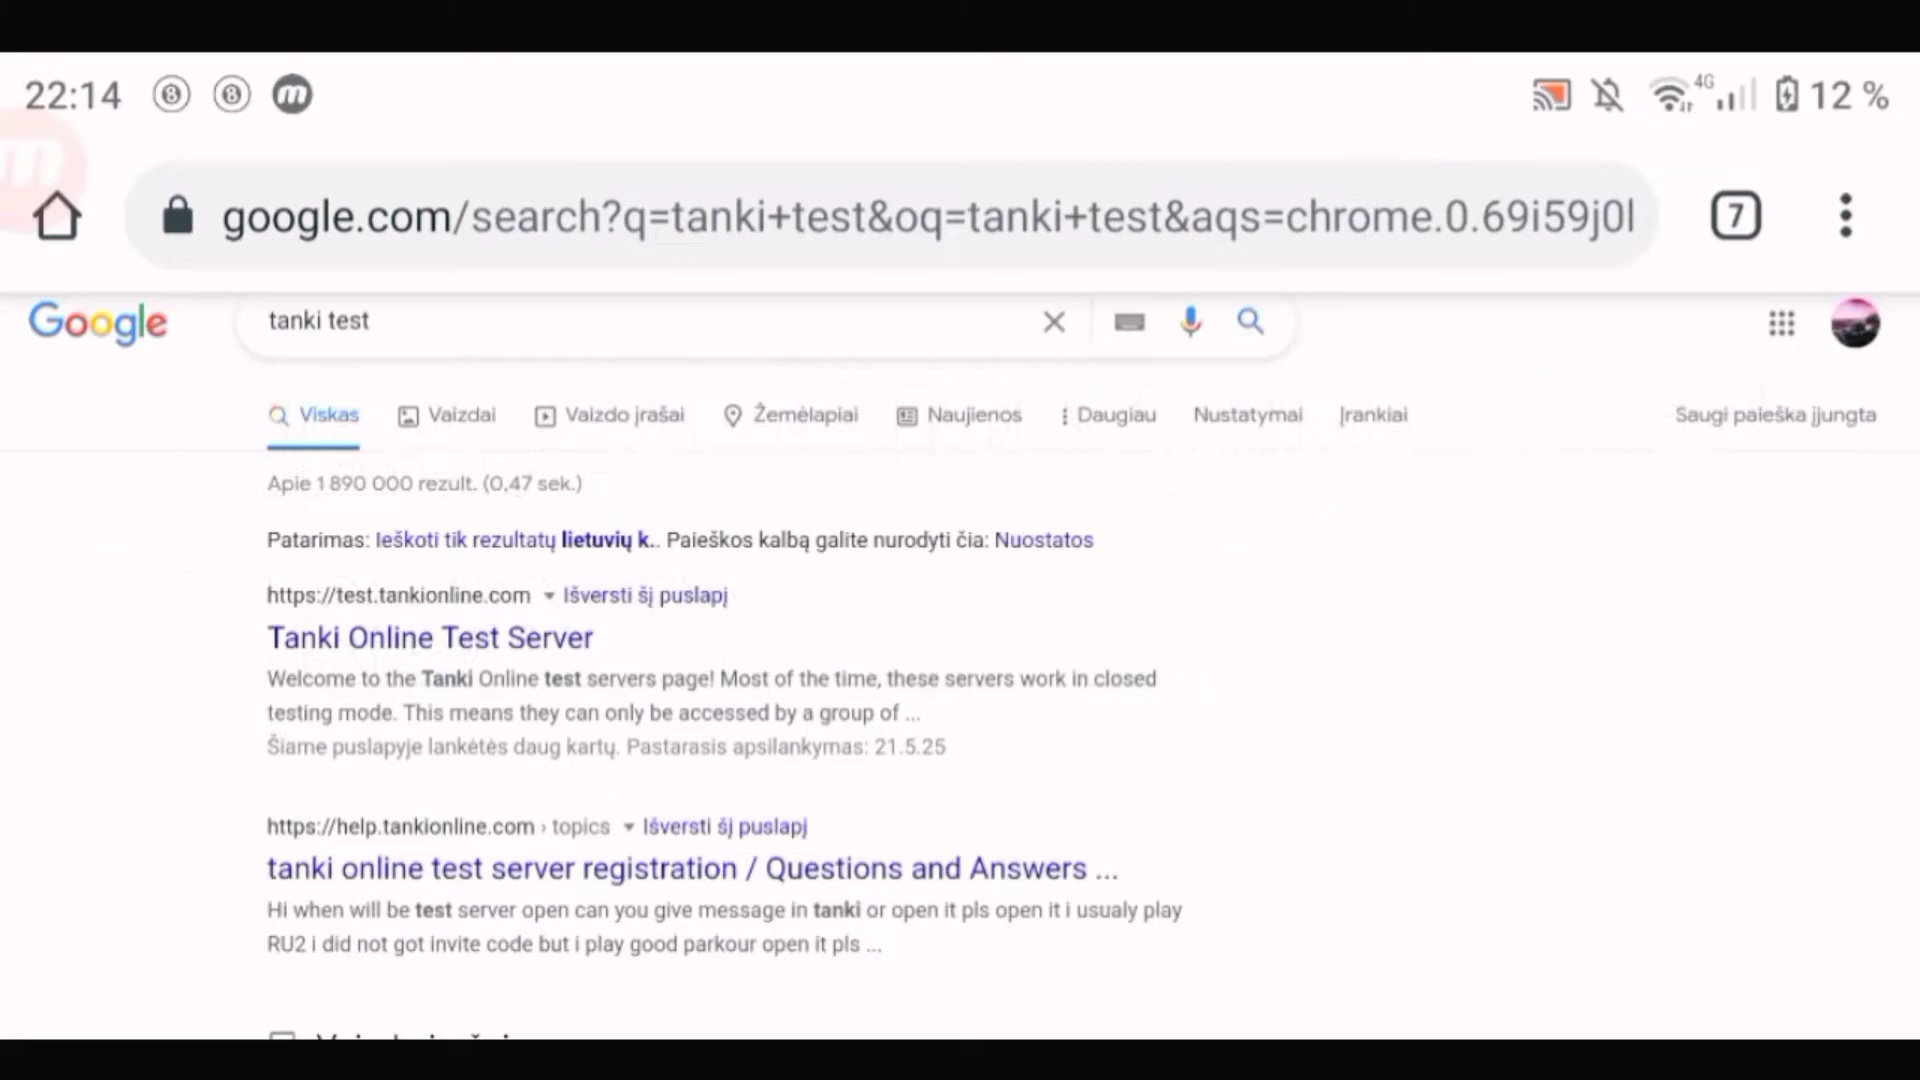 22:14
4G
12 %
google.com/search?q=tanki+test&oq=tanki+test&aqs=chrome.0.69i59j0l
7
Google
tanki test
Viskas
Vaizdai
Vaizdo įrašai
Žemėlapiai
Naujienos
Daugiau
Nustatymai
Įrankiai
Saugi paieška įjungta
Apie 1 890 000 rezult. (0,47 sek.)
Patarimas: Ieškoti tik rezultatų lietuvių k.. Paieškos kalbą galite nurodyti čia: Nuostatos
https://test.tankionline.com Išversti šį puslapį
Tanki Online Test Server
Welcome to the Tanki Online test servers page! Most of the time, these servers work in closed
testing mode. This means they can only be accessed by a group of ...
Šiame puslapyje lankėtės daug kartų. Pastarasis apsilankymas: 21.5.25
https://help.tankionline.com › topics Išversti šį puslapį
tanki online test server registration / Questions and Answers ...
Hi when will be test server open can you give message in tanki or open it pls open it i usualy play
RU2 i did not got invite code but i play good parkour open it pls ...